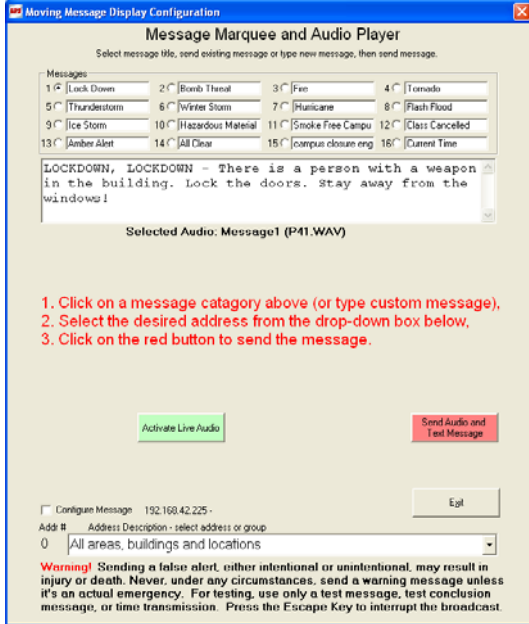 APS Moving Message Display Configuration
Message Marquee and Audio Player
Select message title, send existing message or type new message, then send message.
Messages
1 Lock Down 2 Bomb Threat 3 Fire 4 Tornado
5 Thunderstorm 6 Winter Storm 7 Hurricane 8 Flash Flood
9 Ice Storm 10 Hazardous Material 11 Smoke Free Campu 12 Class Cancelled
13 Amber Alert 14 All Clear 15 campus closure eng 16 Current Time
LOCKDOWN, LOCKDOWN - There is a person with a weapon
in the building. Lock the doors. Stay away from the
windows!
Selected Audio: Message1 (P41.WAV)
1. Click on a message catagory above (or type custom message),
2. Select the desired address from the drop-down box below,
3. Click on the red button to send the message.
Activate Live Audio
Send Audio and
Text Message
Exit
Configure Message 192.168.42.225 -
Addr # Address Description - select address or group
0 All areas, buildings and locations
Warning! Sending a false alert, either intentional or unintentional, may result in
injury or death. Never, under any circumstances, send a warning message unless
it's an actual emergency. For testing, use only a test message, test conclusion
message, or time transmission. Press the Escape Key to interrupt the broadcast.